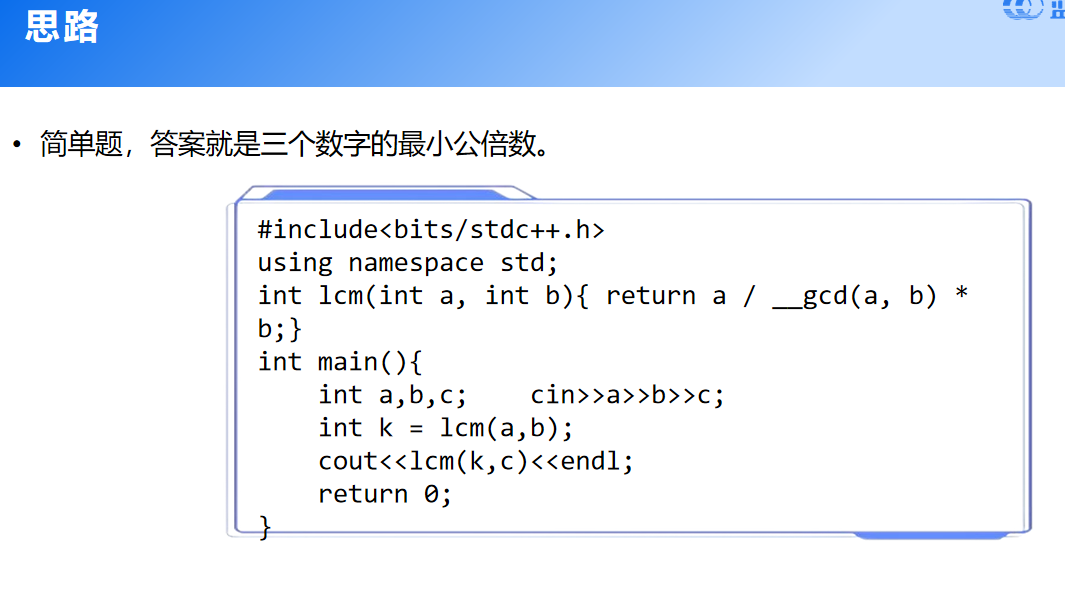 思路
• 简单题，答案就是三个数字的最小公倍数。
#include<bits/stdc++.h>
using namespace std;
int lcm(int a, int b){ return a / __gcd(a, b) *
b;}
int main(){
    int a,b,c;    cin>>a>>b>>c;
    int k = lcm(a,b);
    cout<<lcm(k,c)<<endl;
    return 0;
}